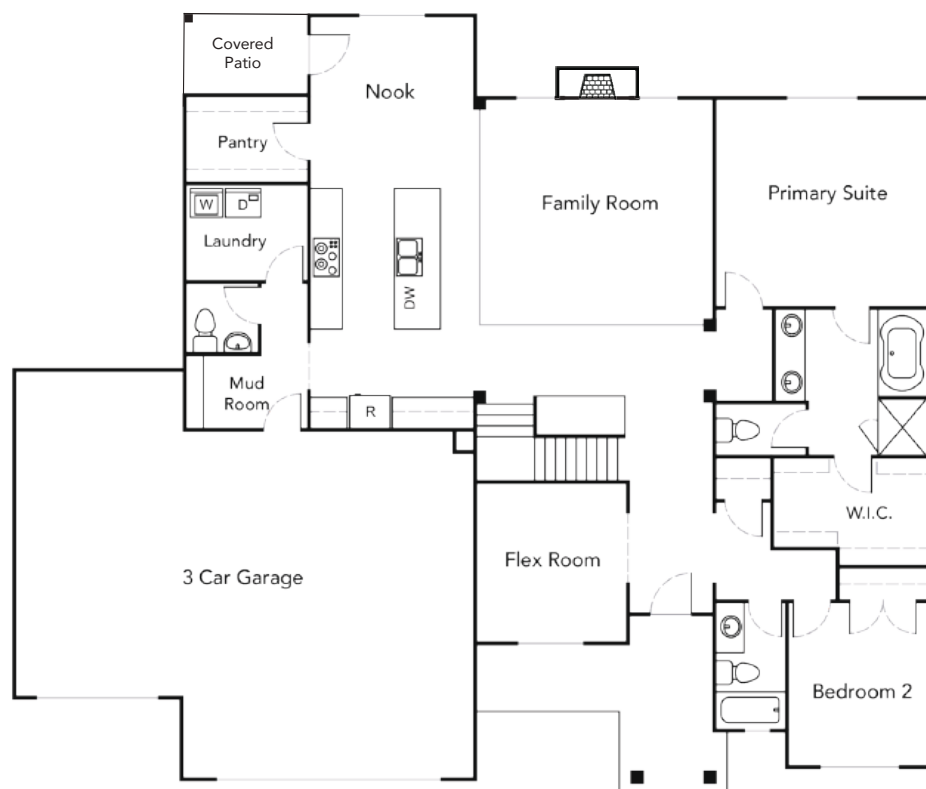 Covered
Patio
Nook
Pantry
Family Room
Primary Suite
W
D
Laundry
DW
Mud
Room
R
W.I.C.
Flex Room
3 Car Garage
Bedroom 2